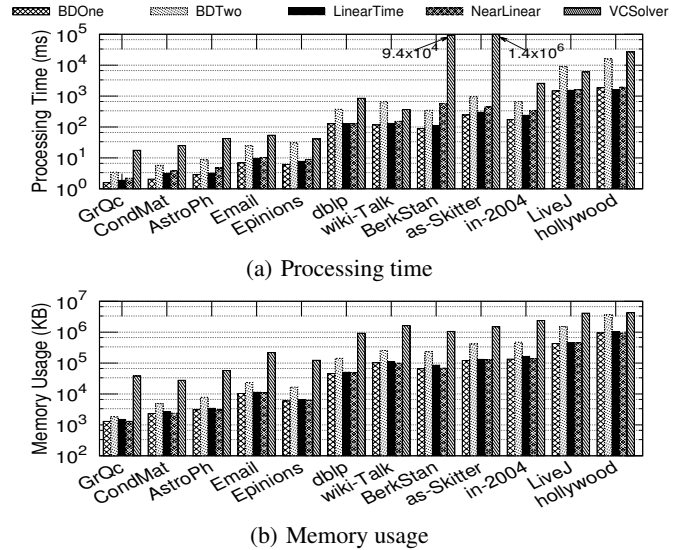 BDOne BDTwo LinearTime NearLinear VCSolver
Processing Time (ms)
10^5
10^4
10^3
10^2
10^1
10^0
9.4x10^4
1.4x10^6
GrQc
CondMat
AstroPh
Email
Epinions
dblp
wiki-Talk
BerkStan
as-Skitter
in-2004
LiveJ
hollywood
(a) Processing time
Memory Usage (KB)
10^7
10^6
10^5
10^4
10^3
10^2
GrQc
CondMat
AstroPh
Email
Epinions
dblp
wiki-Talk
BerkStan
as-Skitter
in-2004
LiveJ
hollywood
(b) Memory usage